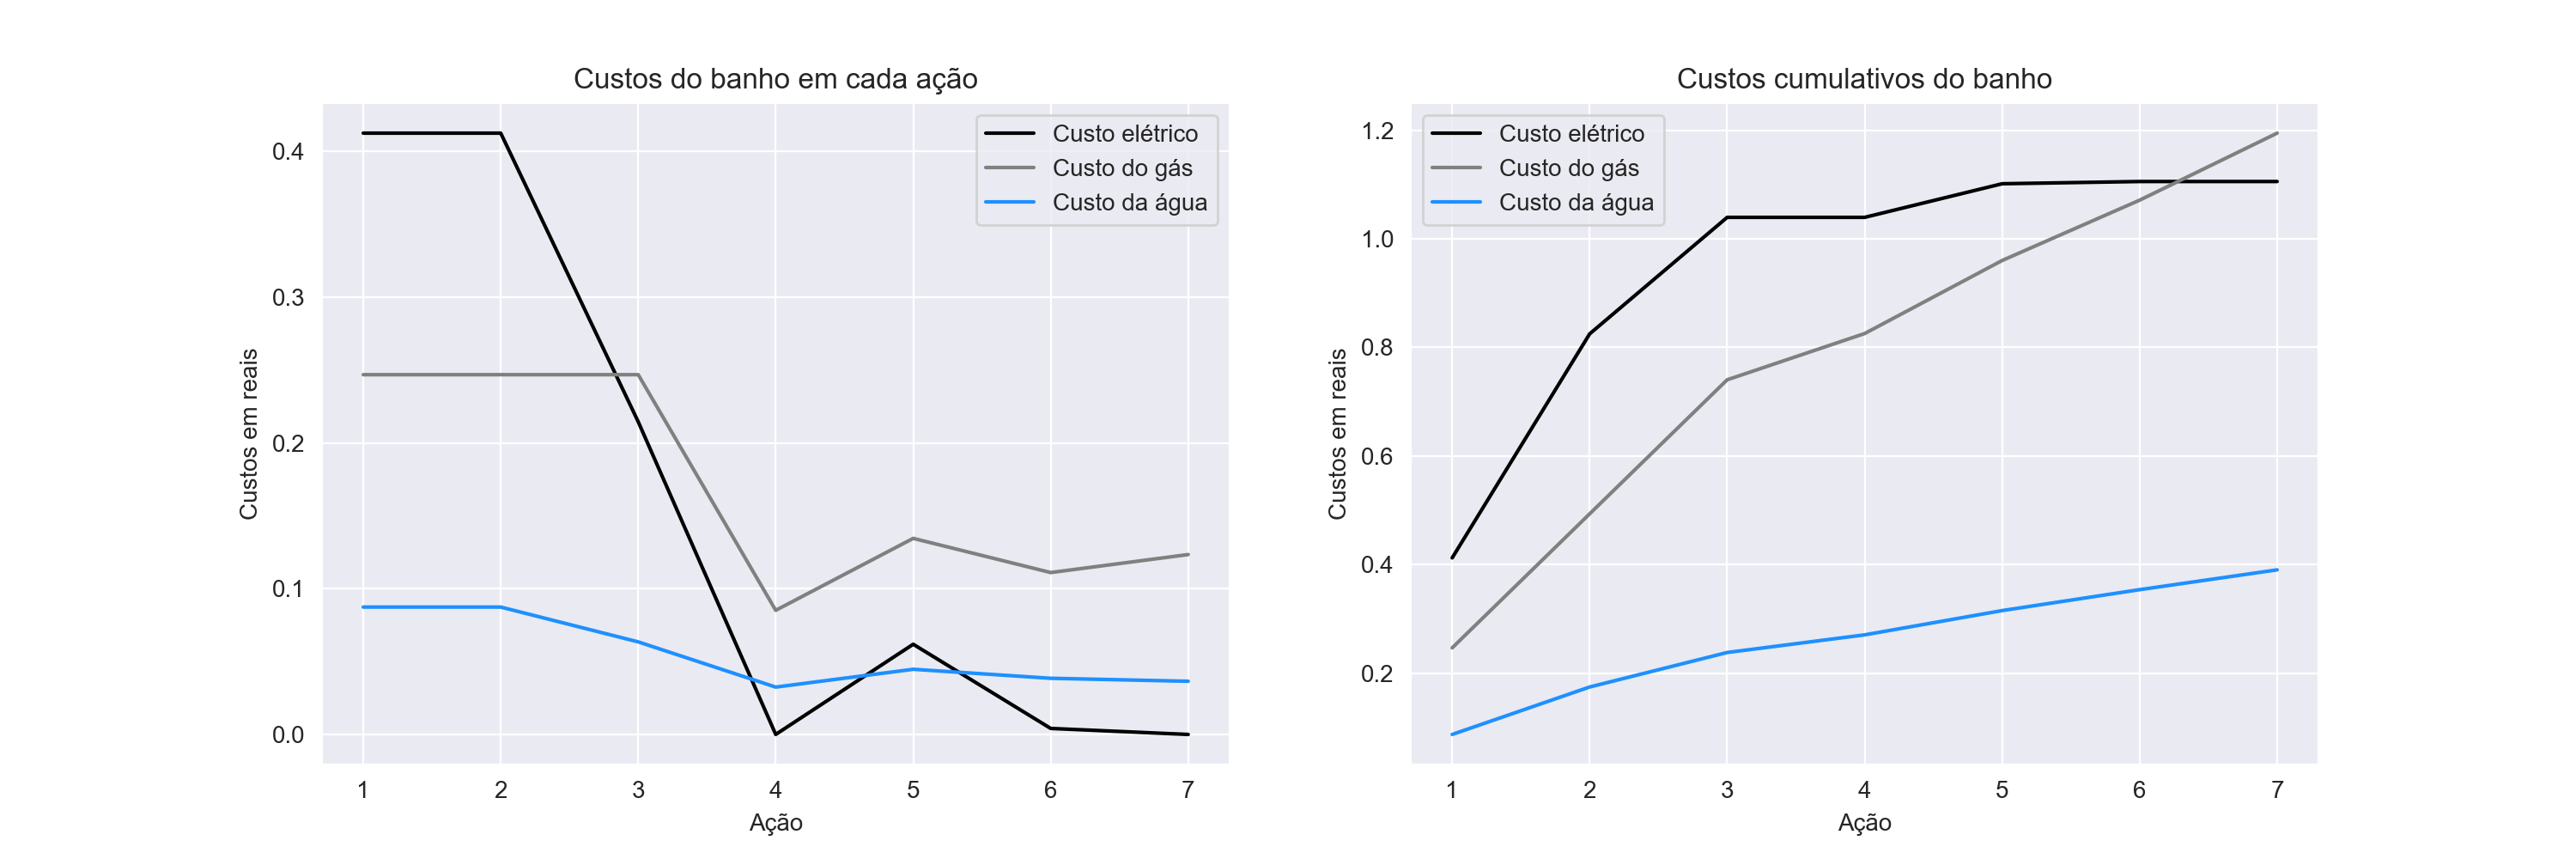 Custos do banho em cada ação
Custo elétrico
Custo do gás
Custo da água
0.4
0.3
0.2
0.1
0.0
Custos em reais
1 2 3 4 5 6 7
Ação
Custos cumulativos do banho
Custo elétrico
Custo do gás
Custo da água
1.2
1.0
0.8
0.6
0.4
0.2
Custos em reais
1 2 3 4 5 6 7
Ação